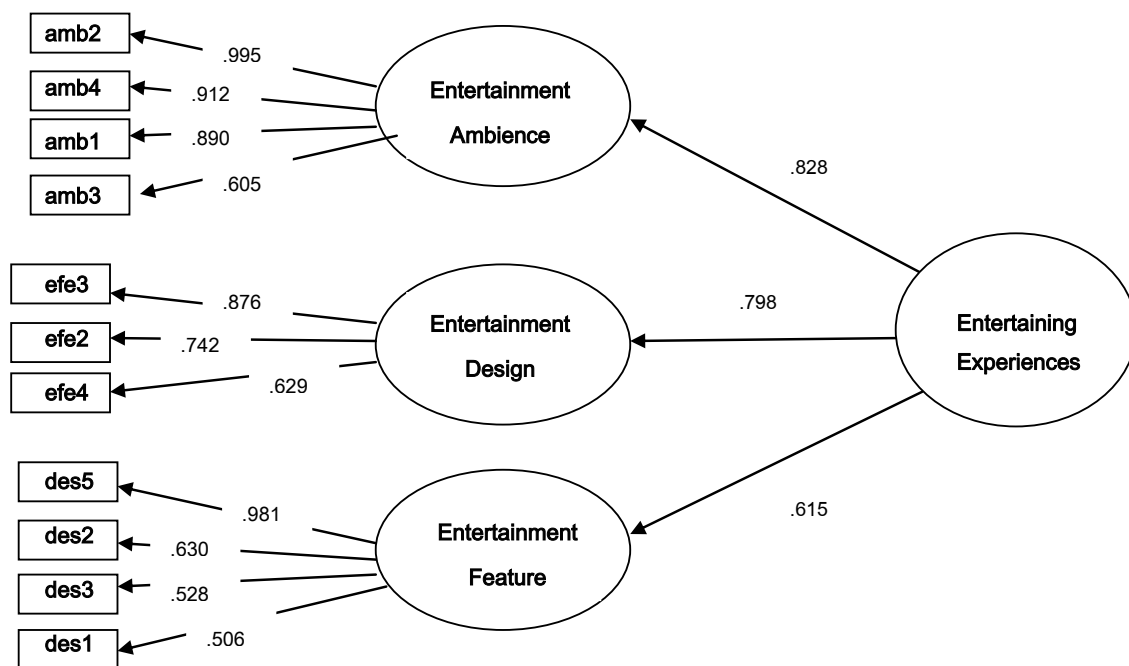 amb2
.995
amb4
.912
amb1
.890
amb3
.605
Entertainment
Ambience
.828
efe3
.876
efe2
.742
efe4
.629
Entertainment
Design
.798
Entertaining
Experiences
des5
.981
des2
.630
des3
.528
des1
.506
Entertainment
Feature
.615